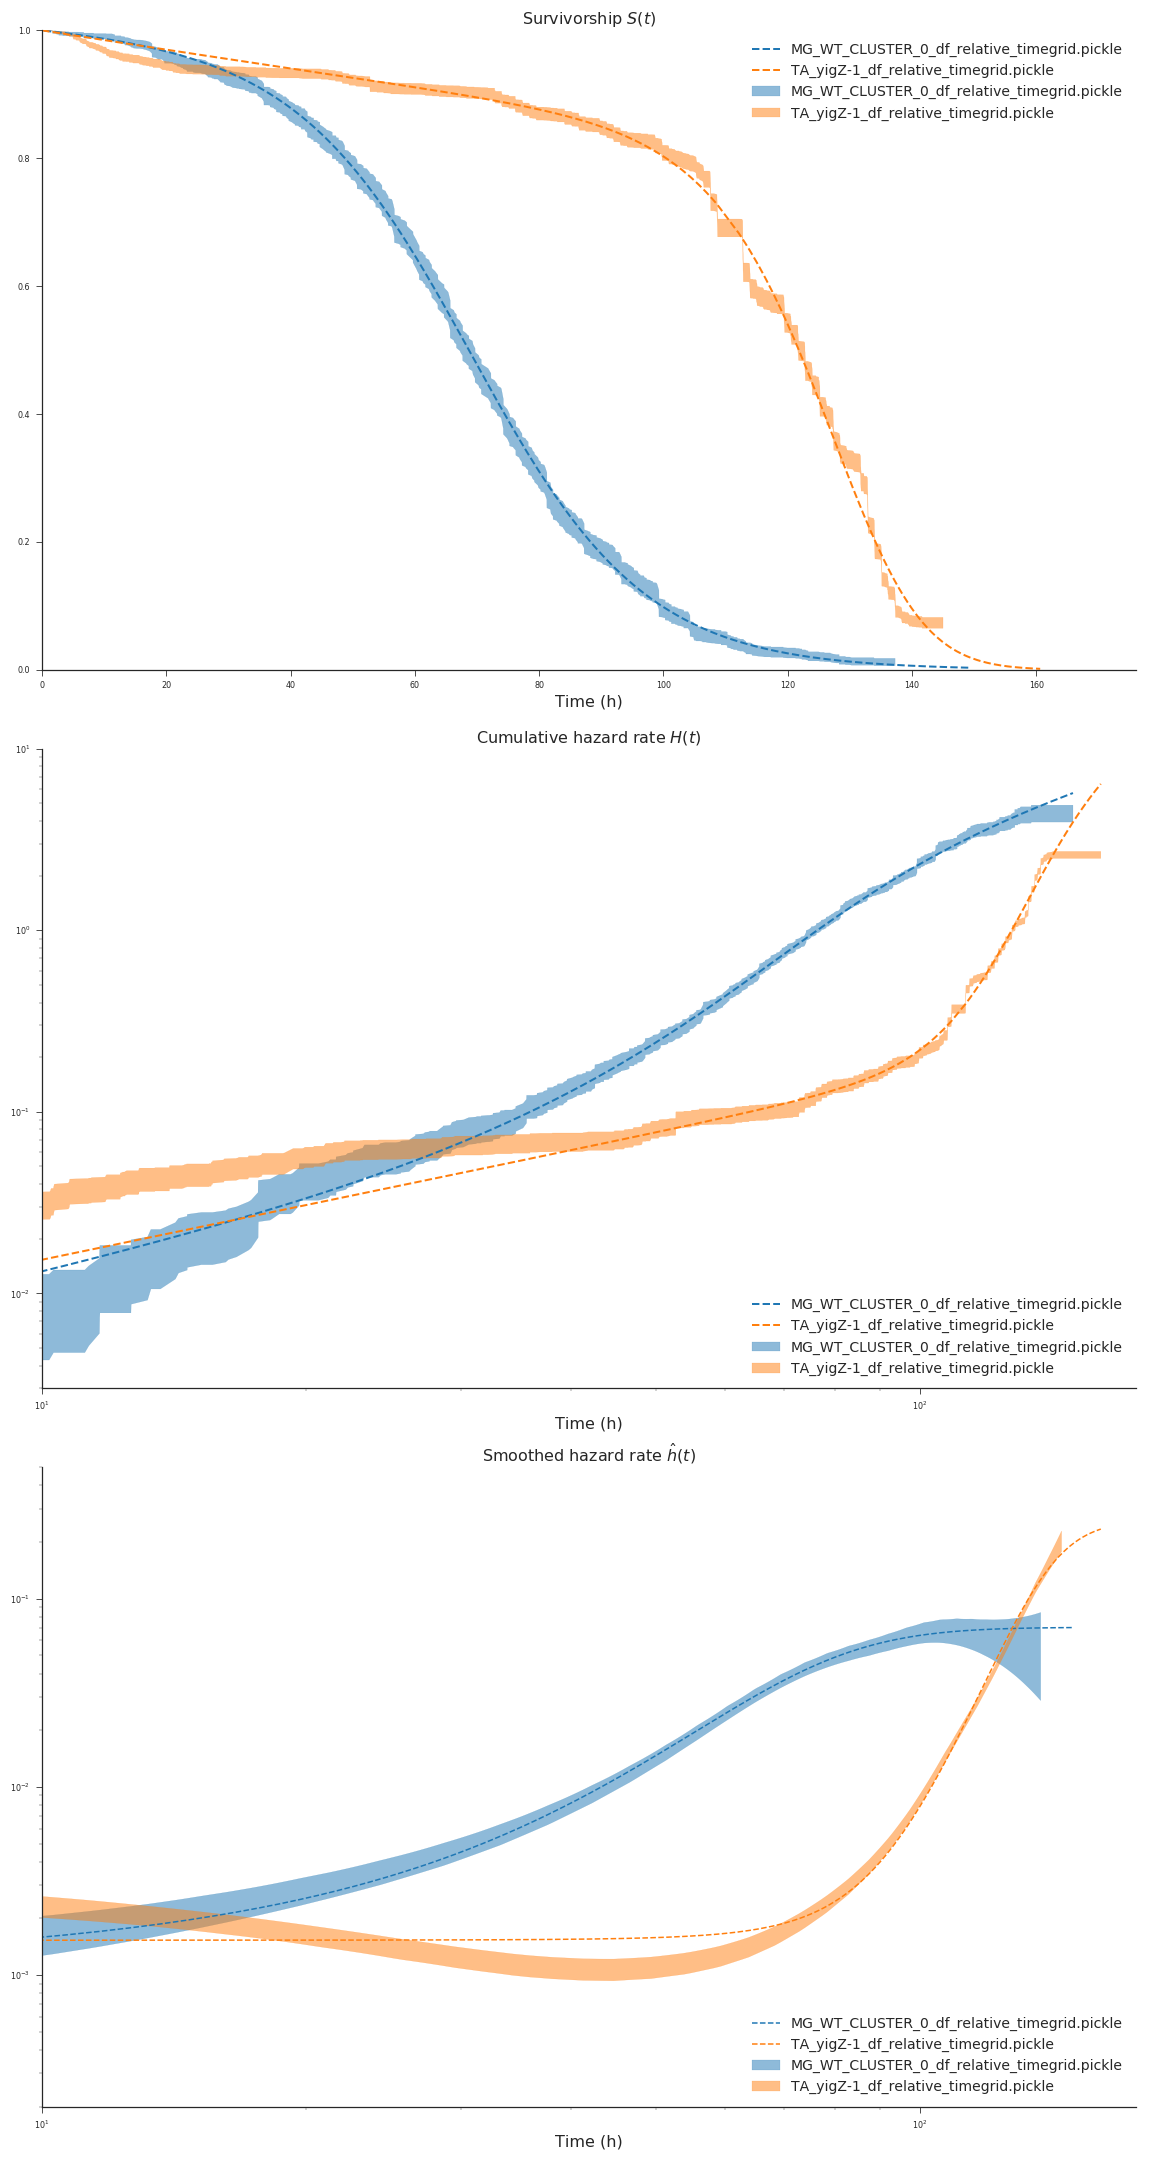 Survivorship S(t)
1.0
0.8
0.6
0.4
0.2
0.0
MG_WT_CLUSTER_0_df_relative_timegrid.pickle
TA_yigZ-1_df_relative_timegrid.pickle
MG_WT_CLUSTER_0_df_relative_timegrid.pickle
TA_yigZ-1_df_relative_timegrid.pickle
0 20 40 60 80 100 120 140 160
Time (h)
Cumulative hazard rate H(t)
10¹
10⁰
10⁻¹
10⁻²
MG_WT_CLUSTER_0_df_relative_timegrid.pickle
TA_yigZ-1_df_relative_timegrid.pickle
MG_WT_CLUSTER_0_df_relative_timegrid.pickle
TA_yigZ-1_df_relative_timegrid.pickle
10¹ 10²
Time (h)
Smoothed hazard rate ĥ(t)
10⁻¹
10⁻²
10⁻³
MG_WT_CLUSTER_0_df_relative_timegrid.pickle
TA_yigZ-1_df_relative_timegrid.pickle
MG_WT_CLUSTER_0_df_relative_timegrid.pickle
TA_yigZ-1_df_relative_timegrid.pickle
10¹ 10²
Time (h)